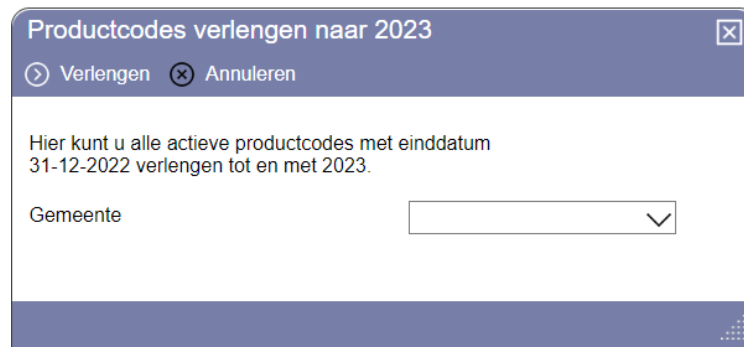 Productcodes verlengen naar 2023
Verlengen Annuleren
Hier kunt u alle actieve productcodes met einddatum
31-12-2022 verlengen tot en met 2023.
Gemeente